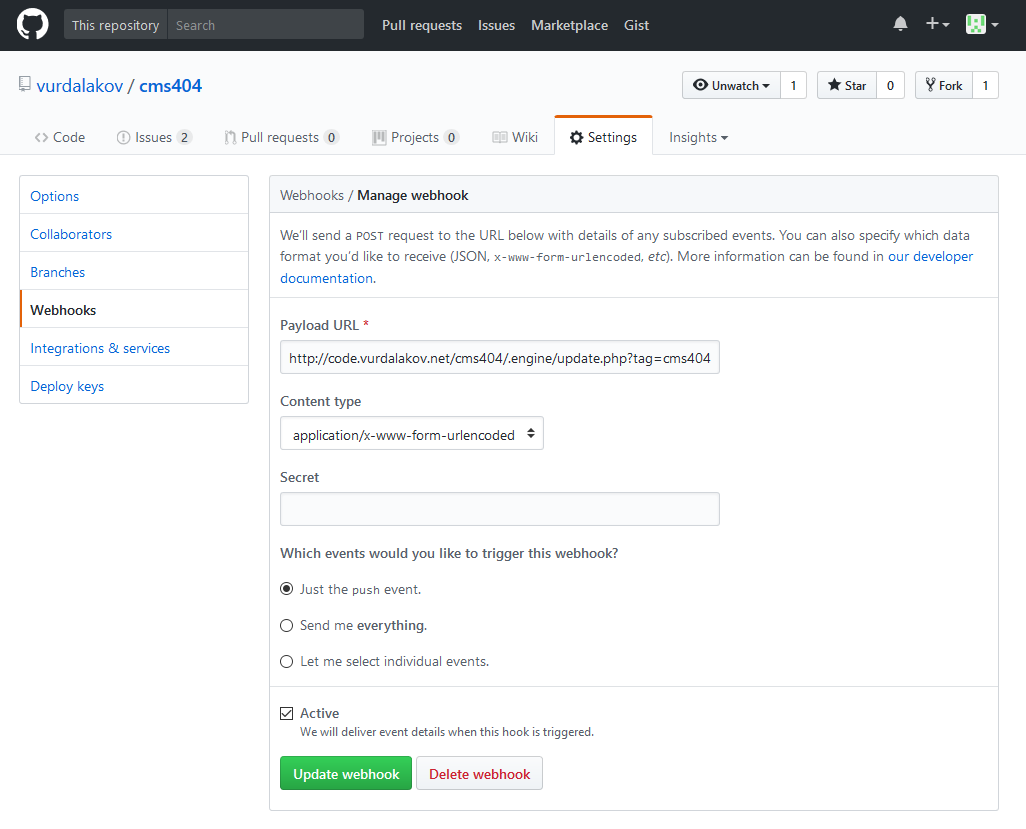 This repository Search Pull requests Issues Marketplace Gist
vurdalakov / cms404 Unwatch 1 Star 0 Fork 1
Code Issues 2 Pull requests 0 Projects 0 Wiki Settings Insights
Options
Collaborators
Branches
Webhooks
Integrations & services
Deploy keys
Webhooks / Manage webhook
We'll send a POST request to the URL below with details of any subscribed events. You can also specify which data
format you'd like to receive (JSON, x-www-form-urlencoded, etc). More information can be found in our developer
documentation.
Payload URL *
http://code.vurdalakov.net/cms404/.engine/update.php?tag=cms404
Content type
application/x-www-form-urlencoded
Secret
Which events would you like to trigger this webhook?
Just the push event.
Send me everything.
Let me select individual events.
Active
We will deliver event details when this hook is triggered.
Update webhook Delete webhook